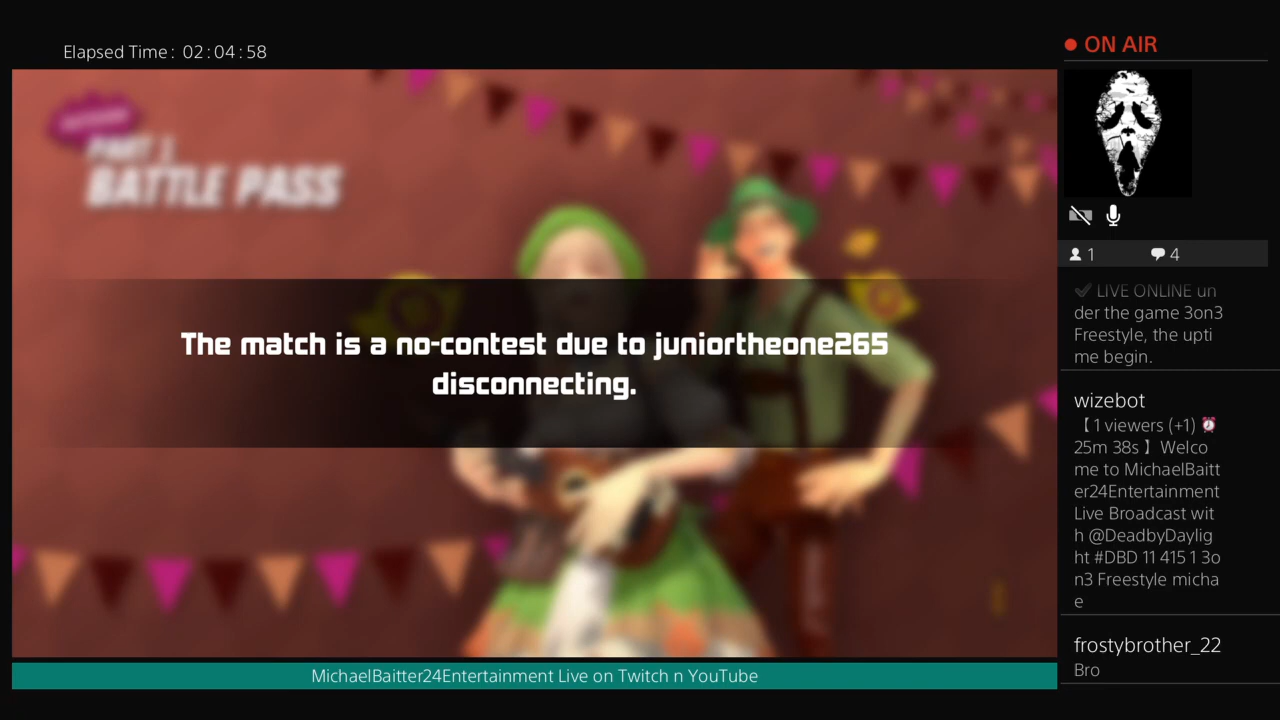 Elapsed Time: 02:04:58
ON AIR
PART 1
BATTLE PASS
The match is a no-contest due to juniortheone265
disconnecting.
1
4
✓ LIVE ONLINE un
der the game 3on3
Freestyle, the upti
me begin.
wizebot
【 1 viewers (+1) ⏰
25m 38s 】 Welco
me to MichaelBaitt
er24Entertainment
Live Broadcast wit
h @DeadbyDaylig
ht #DBD 11 415 1 3o
n3 Freestyle micha
e
frostybrother_22
Bro
MichaelBaitter24Entertainment Live on Twitch n YouTube